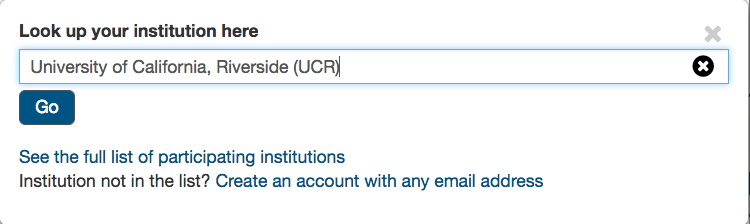 Look up your institution here
University of California, Riverside (UCR)
Go
See the full list of participating institutions
Institution not in the list? Create an account with any email address